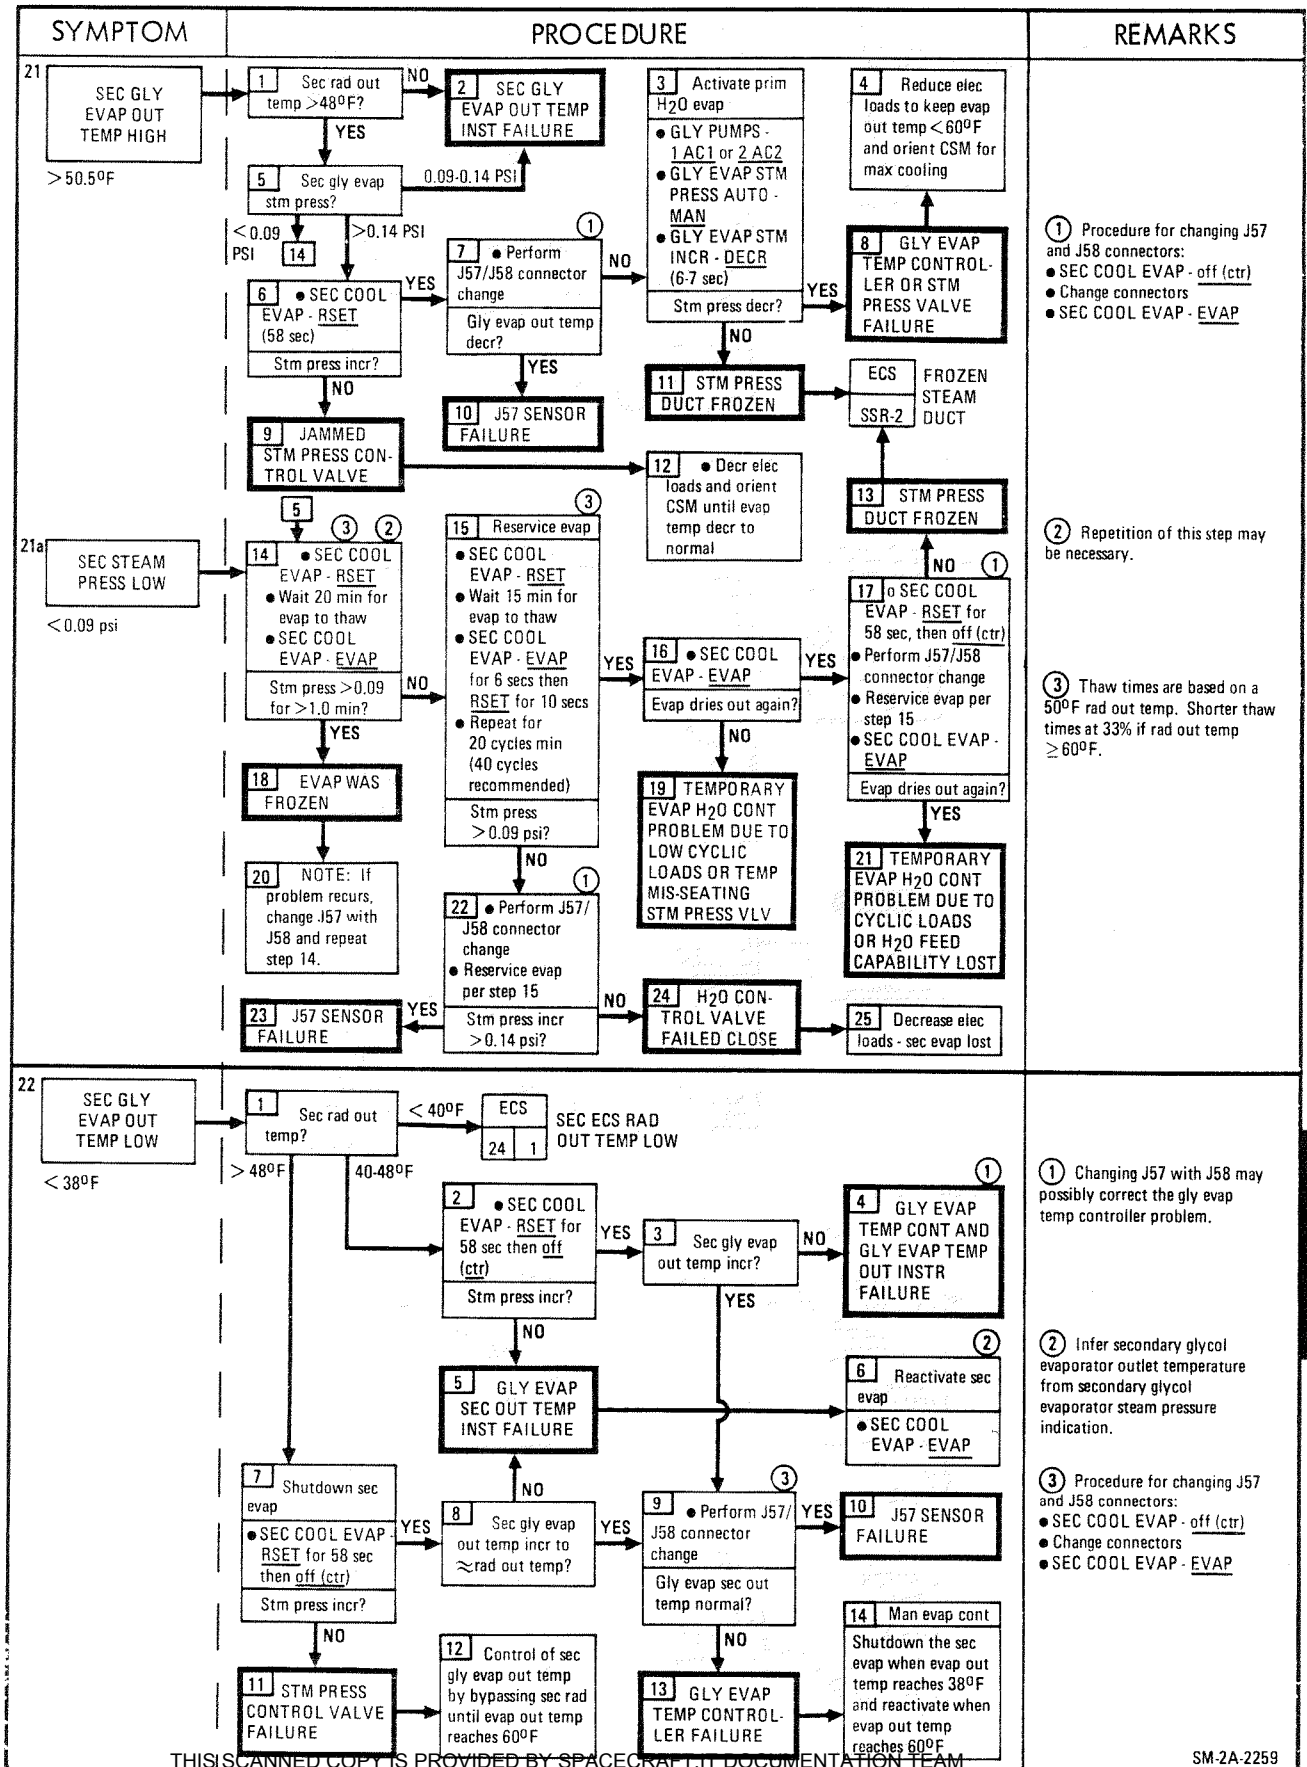 SYMPTOM
PROCEDURE
REMARKS
21
SEC GLY
EVAP OUT
TEMP HIGH
>50.5ºF
1 Sec rad out
temp >48ºF?
NO
YES
2 SEC GLY
EVAP OUT TEMP
INST FAILURE
3 Activate prim
H2O evap
● GLY PUMPS -
1 AC1 or 2 AC2
● GLY EVAP STM
PRESS AUTO -
MAN
● GLY EVAP STM
INCR - DECR
(6-7 sec)
Stm press decr?
YES
NO
4 Reduce elec
loads to keep evap
out temp <60ºF
and orient CSM for
max cooling
5 Sec gly evap
stm press?
0.09-0.14 PSI
<0.09
PSI
14
>0.14 PSI
6 ● SEC COOL
EVAP - RSET
(58 sec)
Stm press incr?
YES
NO
1
7 ● Perform
J57/J58 connector
change
Gly evap out temp
decr?
NO
YES
8 GLY EVAP
TEMP CONTROL-
LER OR STM
PRESS VALVE
FAILURE
9 JAMMED
STM PRESS CON-
TROL VALVE
10 J57 SENSOR
FAILURE
11 STM PRESS
DUCT FROZEN
ECS
SSR-2
FROZEN
STEAM
DUCT
12 ● Decr elec
loads and orient
CSM until evap
temp decr to
normal
13 STM PRESS
DUCT FROZEN
5
21a
SEC STEAM
PRESS LOW
<0.09 psi
3 2
14 ● SEC COOL
EVAP - RSET
● Wait 20 min for
evap to thaw
● SEC COOL
EVAP - EVAP
Stm press >0.09
for >1.0 min?
NO
YES
3
15 Reservice evap
● SEC COOL
EVAP - RSET
● Wait 15 min for
evap to thaw
● SEC COOL
EVAP - EVAP
for 6 secs then
RSET for 10 secs
● Repeat for
20 cycles min
(40 cycles
recommended)
Stm press
>0.09 psi?
YES
NO
16 ● SEC COOL
EVAP - EVAP
Evap dries out again?
YES
NO
NO 1
17 o SEC COOL
EVAP - RSET for
58 sec, then off (ctr)
● Perform J57/J58
connector change
● Reservice evap per
step 15
● SEC COOL EVAP -
EVAP
Evap dries out again?
YES
18 EVAP WAS
FROZEN
19 TEMPORARY
EVAP H2O CONT
PROBLEM DUE TO
LOW CYCLIC
LOADS OR TEMP
MIS-SEATING
STM PRESS VLV
20 NOTE: If
problem recurs,
change J57 with
J58 and repeat
step 14.
21 TEMPORARY
EVAP H2O CONT
PROBLEM DUE TO
CYCLIC LOADS
OR H2O FEED
CAPABILITY LOST
1
22 ● Perform J57/
J58 connector
change
● Reservice evap
per step 15
Stm press incr
>0.14 psi?
YES
NO
23 J57 SENSOR
FAILURE
24 H2O CON-
TROL VALVE
FAILED CLOSE
25 Decrease elec
loads - sec evap lost
1 Procedure for changing J57
and J58 connectors:
● SEC COOL EVAP - off (ctr)
● Change connectors
● SEC COOL EVAP - EVAP
2 Repetition of this step may
be necessary.
3 Thaw times are based on a
50ºF rad out temp. Shorter thaw
times at 33% if rad out temp
≥60ºF.
22
SEC GLY
EVAP OUT
TEMP LOW
<38ºF
1 Sec rad out
temp?
<40ºF
ECS
24 1
SEC ECS RAD
OUT TEMP LOW
>48ºF
40-48ºF
2 ● SEC COOL
EVAP - RSET for
58 sec then off
(ctr)
Stm press incr?
YES
NO
3 Sec gly evap
out temp incr?
NO
YES
1
4 GLY EVAP
TEMP CONT AND
GLY EVAP TEMP
OUT INSTR
FAILURE
5 GLY EVAP
SEC OUT TEMP
INST FAILURE
2
6 Reactivate sec
evap
● SEC COOL
EVAP - EVAP
7 Shutdown sec
evap
● SEC COOL EVAP -
RSET for 58 sec
then off (ctr)
Stm press incr?
YES
NO
NO
8 Sec gly evap
out temp incr to
≈rad out temp?
YES
3
9 ● Perform J57/
J58 connector
change
Gly evap sec out
temp normal?
YES
NO
10 J57 SENSOR
FAILURE
11 STM PRESS
CONTROL VALVE
FAILURE
12 Control of sec
gly evap out temp
by bypassing sec rad
until evap out temp
reaches 60ºF
13 GLY EVAP
TEMP CONTROL-
LER FAILURE
14 Man evap cont
Shutdown the sec
evap when evap out
temp reaches 38ºF
and reactivate when
evap out temp
reaches 60ºF
1 Changing J57 with J58 may
possibly correct the gly evap
temp controller problem.
2 Infer secondary glycol
evaporator outlet temperature
from secondary glycol
evaporator steam pressure
indication.
3 Procedure for changing J57
and J58 connectors:
● SEC COOL EVAP - off (ctr)
● Change connectors
● SEC COOL EVAP - EVAP
THIS SCANNED COPY IS PROVIDED BY SPACECRAFT.IT DOCUMENTATION TEAM
SM-2A-2259